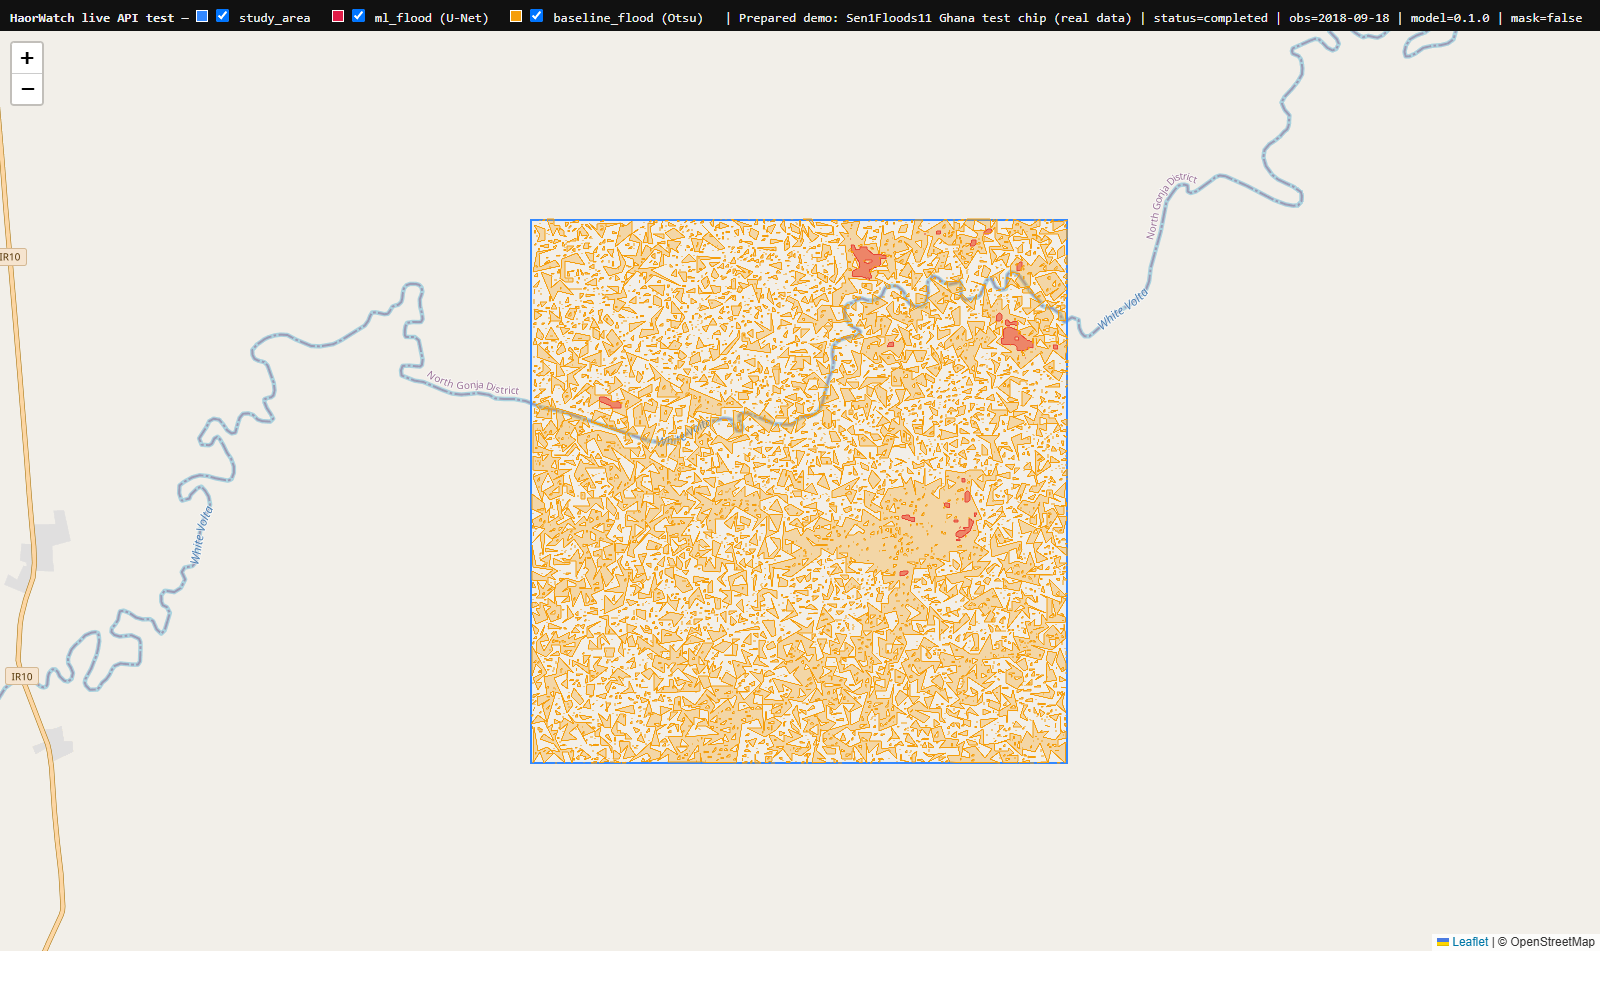 HaorWatch live API test — study_area ml_flood (U-Net) baseline_flood (Otsu) | Prepared demo: Sen1Floods11 Ghana test chip (real data) | status=completed | obs=2018-09-18 | model=0.1.0 | mask=false
+
−
North Gonja District
IR10
White Volta
North Gonja District
White Volta
White Volta
IR10
Leaflet | © OpenStreetMap